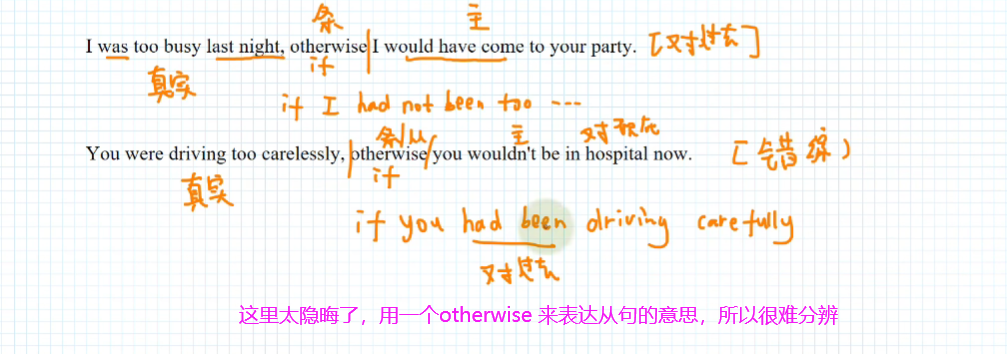 条 主
I was too busy last night, otherwise I would have come to your party. [对过去]
真实 if
if I had not been too ...
条从 主 对现在
You were driving too carelessly, otherwise you wouldn't be in hospital now. [错综)
真实 if
if you had been driving carefully
对过去
这里太隐晦了，用一个otherwise 来表达从句的意思，所以很难分辨